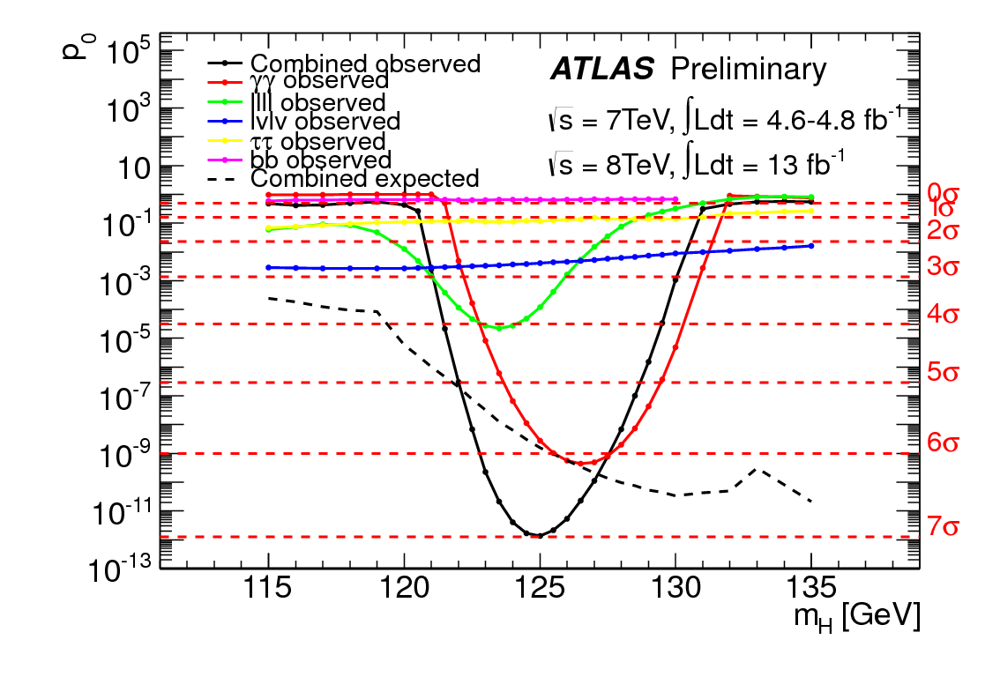 p0
10^5
10^3
10
10^-1
10^-3
10^-5
10^-7
10^-9
10^-11
10^-13
Combined observed
γγ observed
llll observed
lνlν observed
ττ observed
bb observed
Combined expected
ATLAS Preliminary
√s = 7TeV, ∫Ldt = 4.6-4.8 fb^-1
√s = 8TeV, ∫Ldt = 13 fb^-1
0σ
1σ
2σ
3σ
4σ
5σ
6σ
7σ
115 120 125 130 135
m_H [GeV]